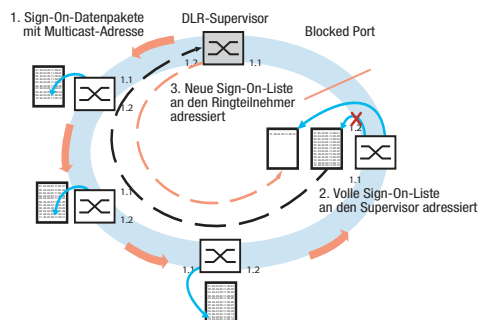 1. Sign-On-Datenpakete
mit Multicast-Adresse
DLR-Supervisor
Blocked Port
1.2
1.1
3. Neue Sign-On-Liste
an den Ringteilnehmer
adressiert
1.1
1.2
1.2
1.1
2. Volle Sign-On-Liste
an den Supervisor adressiert
1.1
1.2
1.1
1.2